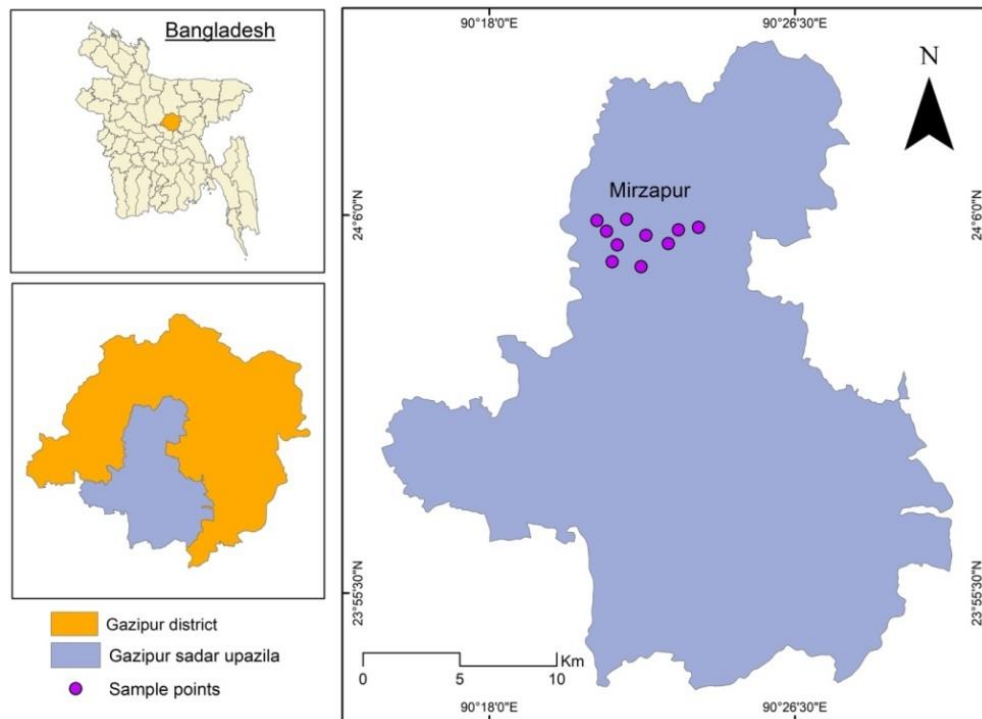 Bangladesh
Gazipur district
Gazipur sadar upazila
Sample points
90°18'0"E
90°26'30"E
N
Mirzapur
24°6'0"N
24°6'0"N
23°55'30"N
23°55'30"N
Km
0 5 10
90°18'0"E
90°26'30"E